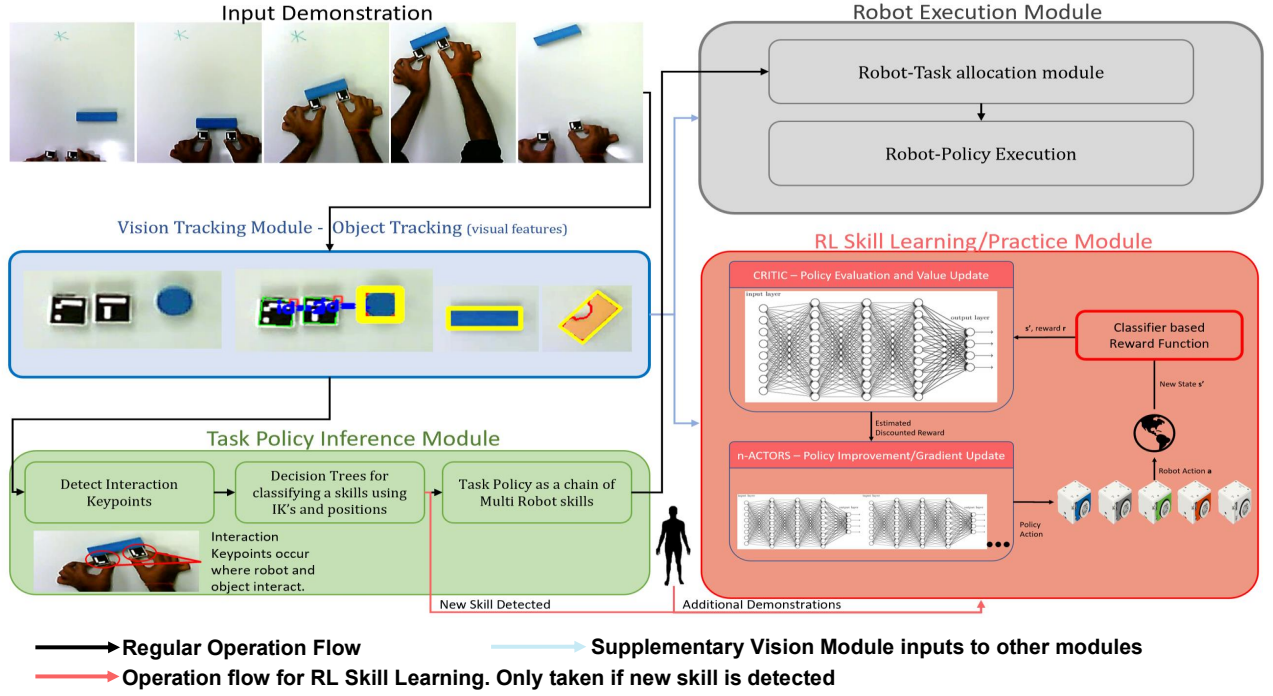 Input Demonstration
Robot Execution Module
Robot-Task allocation module
Robot-Policy Execution
Vision Tracking Module - Object Tracking (visual features)
RL Skill Learning/Practice Module
CRITIC – Policy Evaluation and Value Update
input layer
output layer
s', reward r
Classifier based
Reward Function
New State s'
Estimated
Discounted Reward
n-ACTORS – Policy Improvement/Gradient Update
Robot Action a
Policy
Action
Task Policy Inference Module
Detect Interaction
Keypoints
Decision Trees for
classifying a skills using
IK's and positions
Task Policy as a chain of
Multi Robot skills
Interaction
Keypoints occur
where robot and
object interact.
New Skill Detected
Additional Demonstrations
Regular Operation Flow
Supplementary Vision Module inputs to other modules
Operation flow for RL Skill Learning. Only taken if new skill is detected